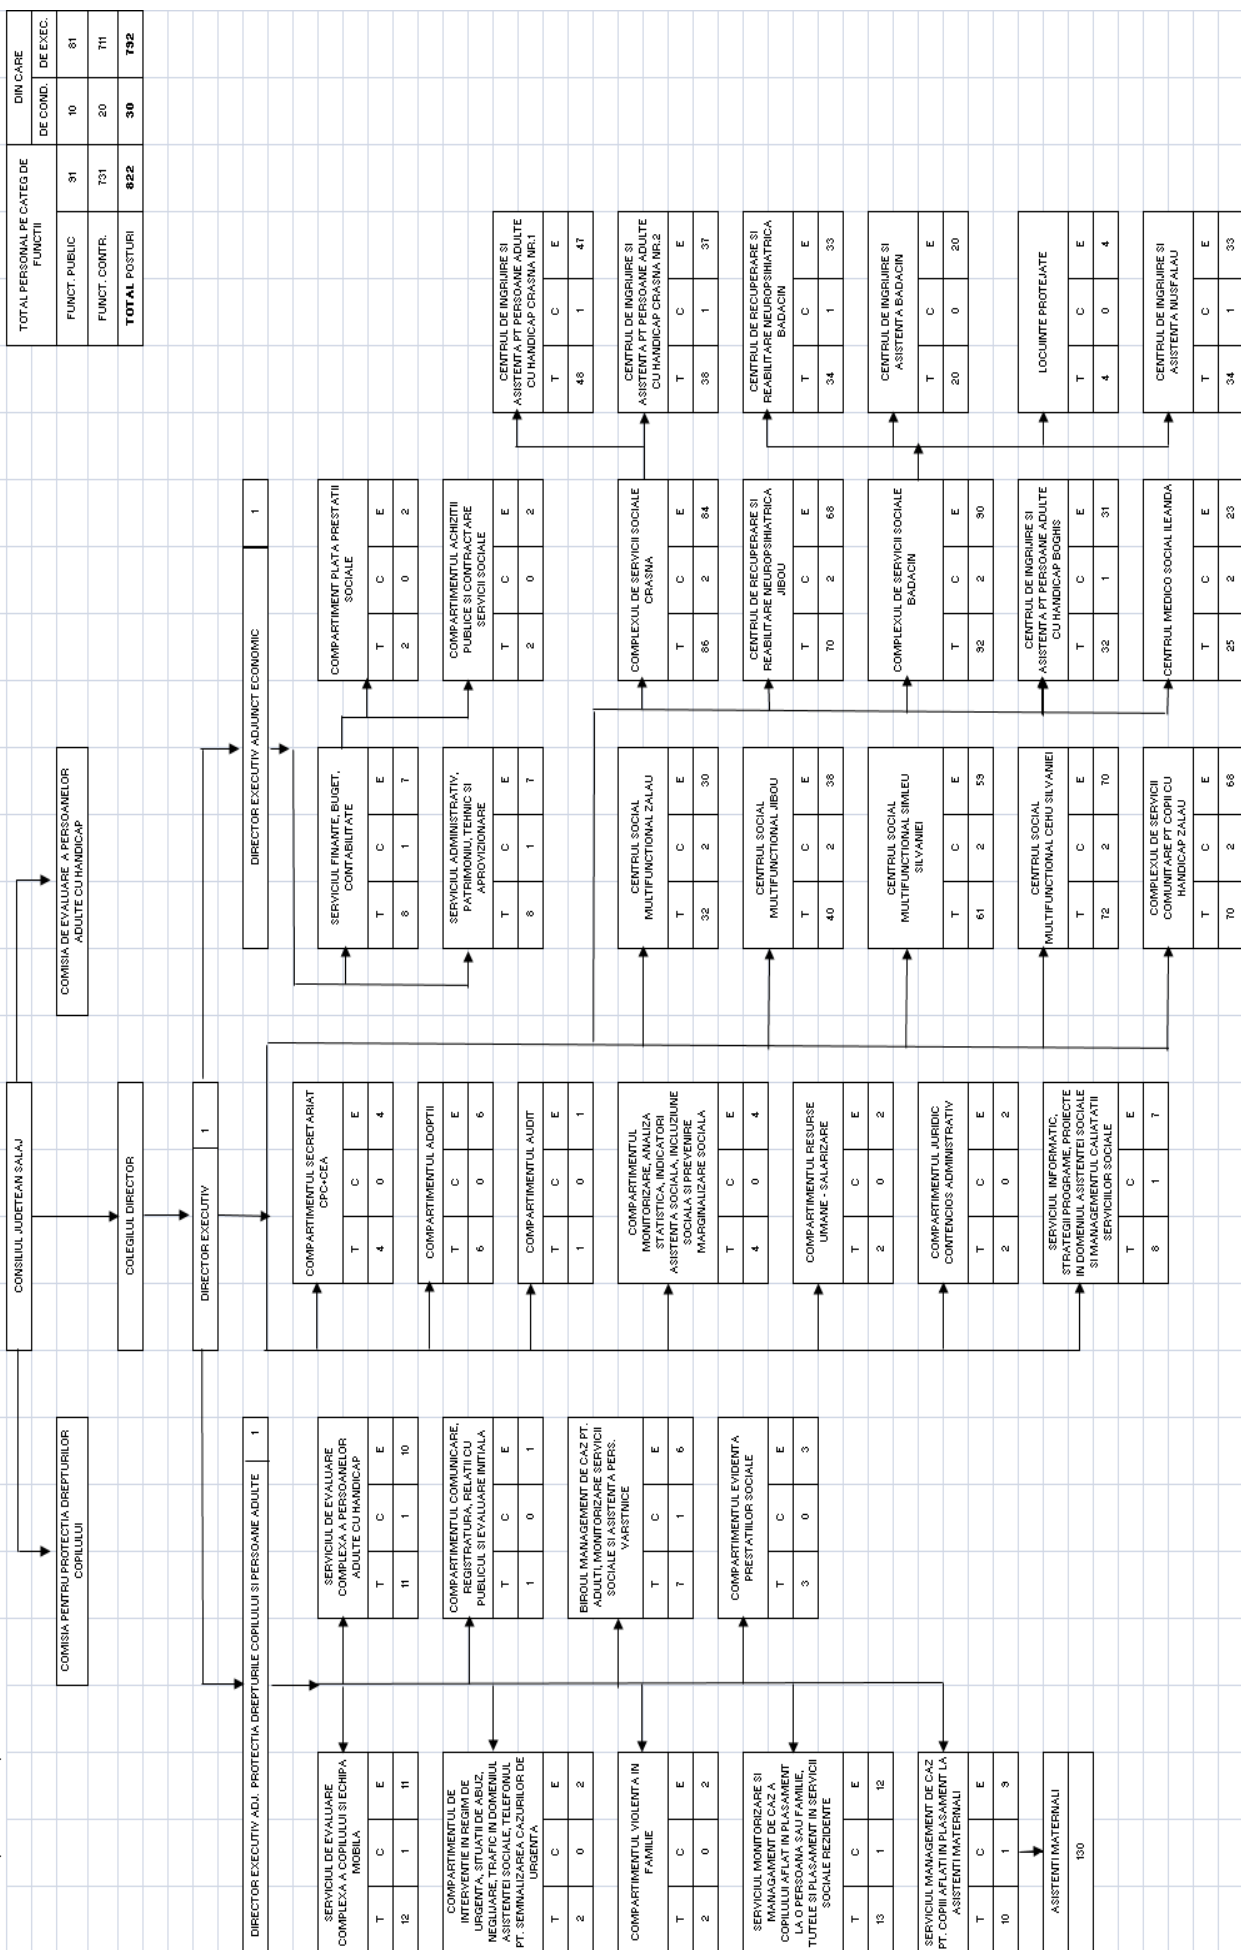 TOTAL PERSONAL PE CATEG DE
FUNCTII
DIN CARE
DE COND. DE EXEC.
FUNCT. PUBLIC 91 10 81
FUNCT. CONTR. 731 20 711
TOTAL POSTURI 822 30 792
CONSILIUL JUDETEAN SALAJ
COMISIA PENTRU PROTECTIA DREPTURILOR
COPILULUI
COMISIA DE EVALUARE A PERSOANELOR
ADULTE CU HANDICAP
COLEGIUL DIRECTOR
DIRECTOR EXECUTIV 1
DIRECTOR EXECUTIV ADJ. PROTECTIA DREPTURILE COPILULUI SI PERSOANE ADULTE 1
DIRECTOR EXECUTIV ADJUNCT ECONOMIC 1
SERVICIUL DE EVALUARE
COMPLEXA A COPILULUI SI ECHIPA
MOBILA
T C E
12 1 11
COMPARTIMENTUL DE
INTERVENTIE IN REGIM DE
URGENTA, SITUATII DE ABUZ,
NEGLIJARE, TRAFIC IN DOMENIUL
ASISTENTEI SOCIALE, TELEFONUL
PT. SEMNALIZAREA CAZURILOR DE
URGENTA
T C E
2 0 2
COMPARTIMENTUL VIOLENTA IN
FAMILIE
T C E
2 0 2
SERVICIUL MONITORIZARE SI
MANAGAMENT DE CAZ A
COPILULUI AFLAT IN PLASAMENT
LA O PERSOANA SAU FAMILIE,
TUTELE SI PLASAMENT IN SERVICII
SOCIALE REZIDENTE
T C E
13 1 12
SERVICIUL MANAGEMENT DE CAZ
PT. COPIII AFLATI IN PLASAMENT LA
ASISTENTI MATERNALI
T C E
10 1 9
ASISTENTI MATERNALI
130
SERVICIUL DE EVALUARE
COMPLEXA A PERSOANELOR
ADULTE CU HANDICAP
T C E
11 1 10
COMPARTIMENTUL COMUNICARE,
REGISTRATURA, RELATII CU
PUBLICUL SI EVALUARE INITIALA
T C E
1 0 1
BIROUL MANAGEMENT DE CAZ PT.
ADULTI, MONITORIZARE SERVICII
SOCIALE SI ASISTENTA PERS.
VARSTNICE
T C E
7 1 6
COMPARTIMENTUL EVIDENTA
PRESTATIILOR SOCIALE
T C E
3 0 3
COMPARTIMENTUL SECRETARIAT
CPC+CEA
T C E
4 0 4
COMPARTIMENTUL ADOPTII
T C E
6 0 6
COMPARTIMENTUL AUDIT
T C E
1 0 1
COMPARTIMENTUL
MONITORIZARE, ANALIZA
STATISTICA, INDICATORI
ASISTENTA SOCIALA, INCLUZIUNE
SOCIALA SI PREVENIRE
MARGINALIZARE SOCIALA
T C E
4 0 4
COMPARTIMENTUL RESURSE
UMANE - SALARIZARE
T C E
2 0 2
COMPARTIMENTUL JURIDIC
CONTENCIOS ADMINISTRATIV
T C E
2 0 2
SERVICIUL INFORMATIC,
STRATEGII PROGRAME, PROIECTE
IN DOMENIUL ASISTENTEI SOCIALE
SI MANAGEMENTUL CALIATATII
SERVICIILOR SOCIALE
T C E
8 1 7
SERVICIUL FINANTE, BUGET,
CONTABILITATE
T C E
8 1 7
SERVICIUL ADMINISTRATIV,
PATRIMONIU, TEHNIC SI
APROVIZIONARE
T C E
8 1 7
CENTRUL SOCIAL
MULTIFUNCTIONAL ZALAU
T C E
32 2 30
CENTRUL SOCIAL
MULTIFUNCTIONAL JIBOU
T C E
40 2 38
CENTRUL SOCIAL
MULTIFUNCTIONAL SIMLEU
SILVANIEI
T C E
61 2 59
CENTRUL SOCIAL
MULTIFUNCTIONAL CEHU SILVANIEI
T C E
72 2 70
COMPLEXUL DE SERVICII
COMUNITARE PT COPII CU
HANDICAP ZALAU
T C E
70 2 68
COMPARTIMENT PLATA PRESTATII
SOCIALE
T C E
2 0 2
COMPARTIMENTUL ACHIZITII
PUBLICE SI CONTRACTARE
SERVICII SOCIALE
T C E
2 0 2
COMPLEXUL DE SERVICII SOCIALE
CRASNA
T C E
86 2 84
CENTRUL DE RECUPERARE SI
REABILITARE NEUROPSIHIATRICA
JIBOU
T C E
70 2 68
COMPLEXUL DE SERVICII SOCIALE
BADACIN
T C E
92 2 90
CENTRUL DE INGRIJIRE SI
ASISTENTA PT PERSOANE ADULTE
CU HANDICAP BOGHIS
T C E
32 1 31
CENTRUL MEDICO SOCIAL ILEANDA
T C E
25 2 23
CENTRUL DE INGRIJIRE SI
ASISTENTA PT PERSOANE ADULTE
CU HANDICAP CRASNA NR.1
T C E
48 1 47
CENTRUL DE INGRIJIRE SI
ASISTENTA PT PERSOANE ADULTE
CU HANDICAP CRASNA NR.2
T C E
38 1 37
CENTRUL DE RECUPERARE SI
REABILITARE NEUROPSIHIATRICA
BADACIN
T C E
34 1 33
CENTRUL DE INGRIJIRE SI
ASISTENTA BADACIN
T C E
20 0 20
LOCUINTE PROTEJATE
T C E
4 0 4
CENTRUL DE INGRIJIRE SI
ASISTENTA NUSFALAU
T C E
34 1 33